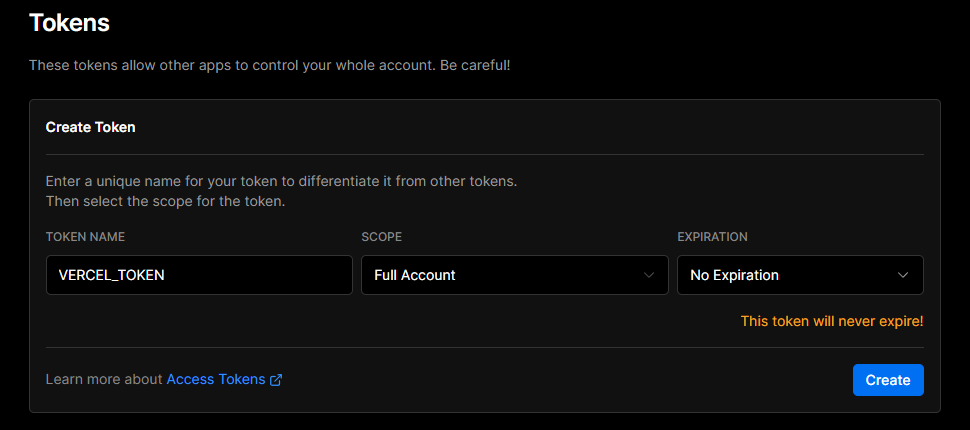 Tokens
These tokens allow other apps to control your whole account. Be careful!
Create Token
Enter a unique name for your token to differentiate it from other tokens.
Then select the scope for the token.
TOKEN NAME
SCOPE
EXPIRATION
VERCEL_TOKEN
Full Account
No Expiration
This token will never expire!
Learn more about Access Tokens
Create